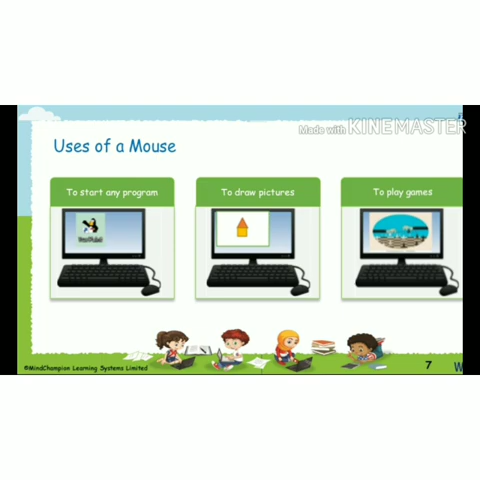 Made with KINEMASTER
Uses of a Mouse
To start any program
To draw pictures
To play games
©MindChampion Learning Systems Limited
7
W